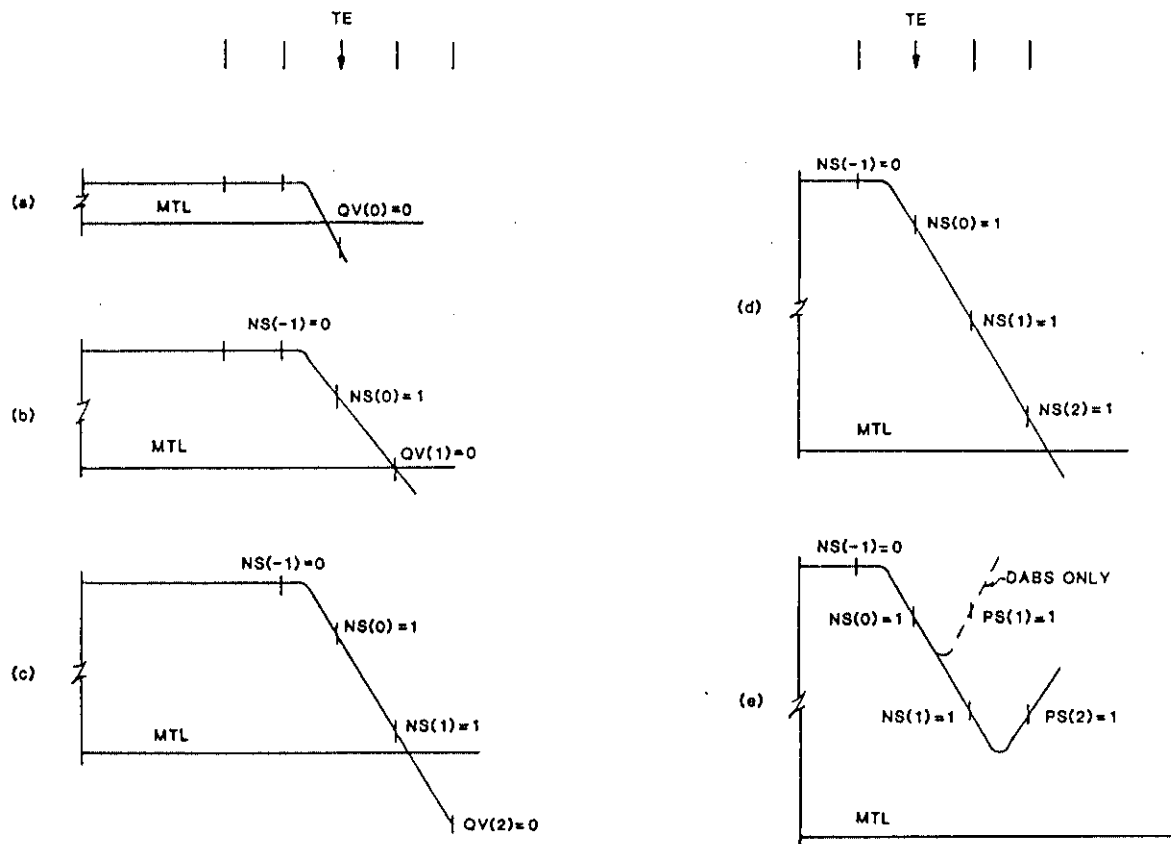 TE
TE
(a)
MTL
QV(0)=0
(b)
NS(-1)=0
NS(0)=1
MTL
QV(1)=0
(c)
NS(-1)=0
NS(0)=1
NS(1)=1
MTL
QV(2)=0
(d)
NS(-1)=0
NS(0)=1
NS(1)=1
NS(2)=1
MTL
(e)
NS(-1)=0
DABS ONLY
NS(0)=1
PS(1)=1
NS(1)=1
PS(2)=1
MTL